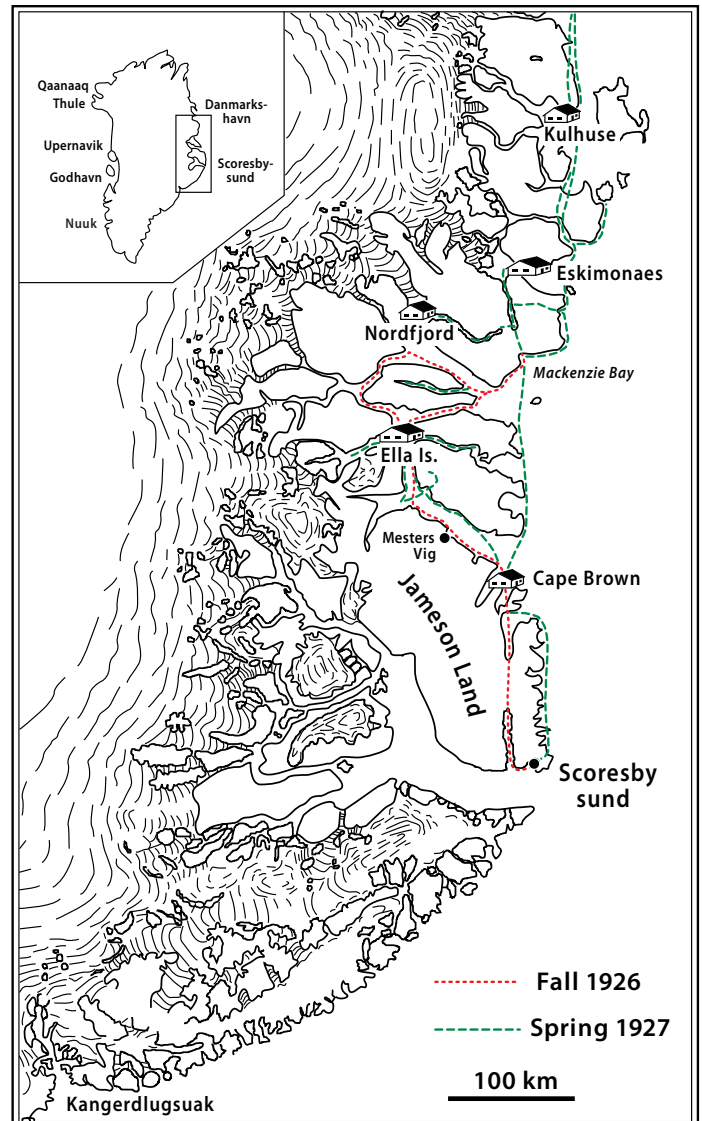 Qaanaaq
Thule
Danmarks-
havn
Upernavik
Scoresby-
sund
Godhavn
Nuuk
Kulhuse
Eskimonaes
Nordfjord
Mackenzie Bay
Ella Is.
Mesters
Vig
Cape Brown
Jameson Land
Scoresby
sund
Fall 1926
Spring 1927
100 km
Kangerdlugsuak